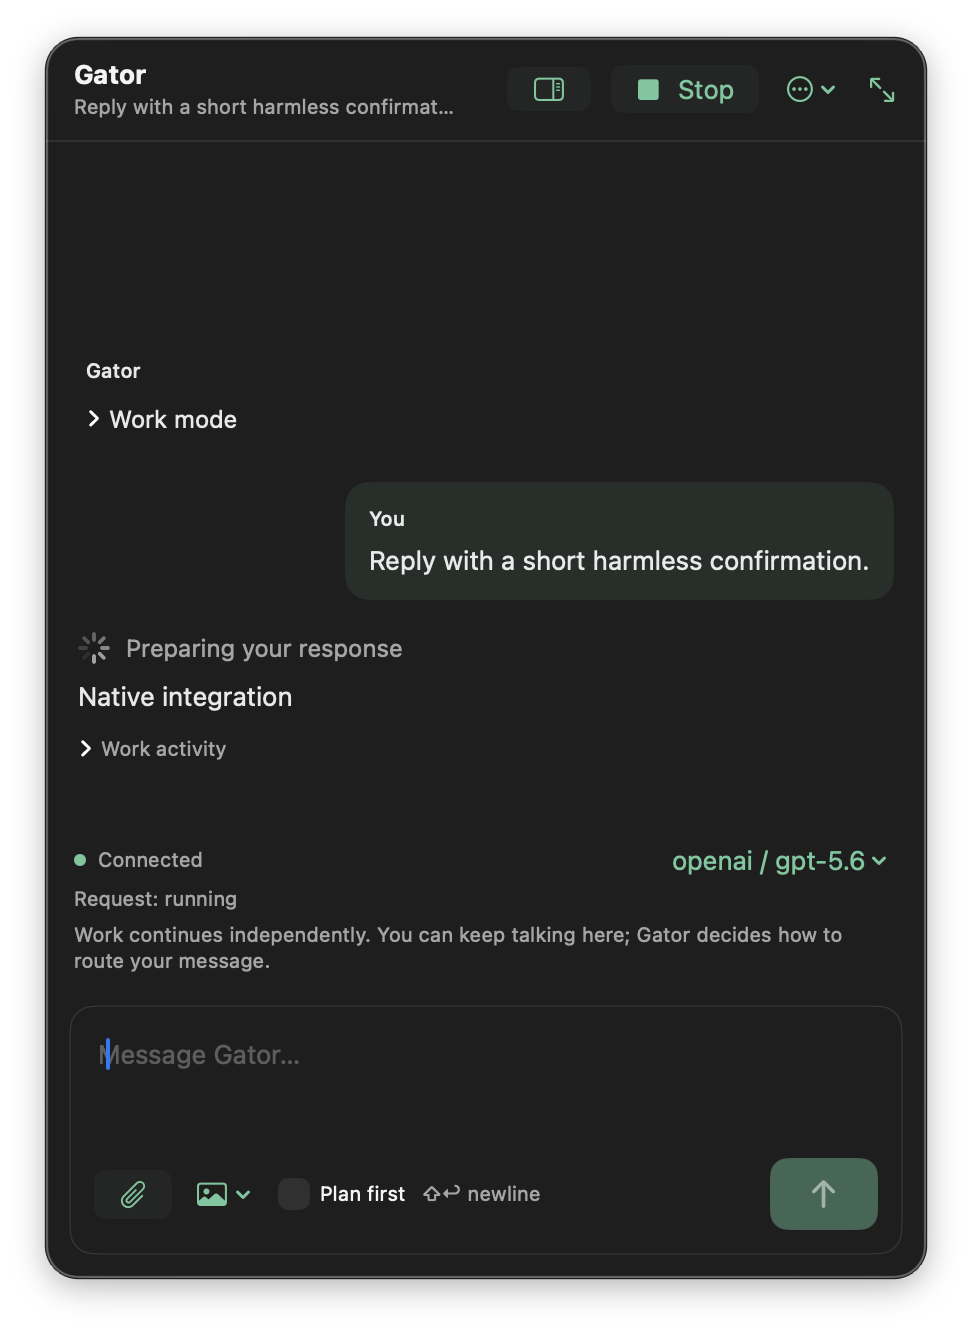 Gator
Reply with a short harmless confirmat...
Stop
Gator
Work mode
You
Reply with a short harmless confirmation.
Preparing your response
Native integration
Work activity
Connected
openai / gpt-5.6
Request: running
Work continues independently. You can keep talking here; Gator decides how to
route your message.
Message Gator...
Plan first
newline